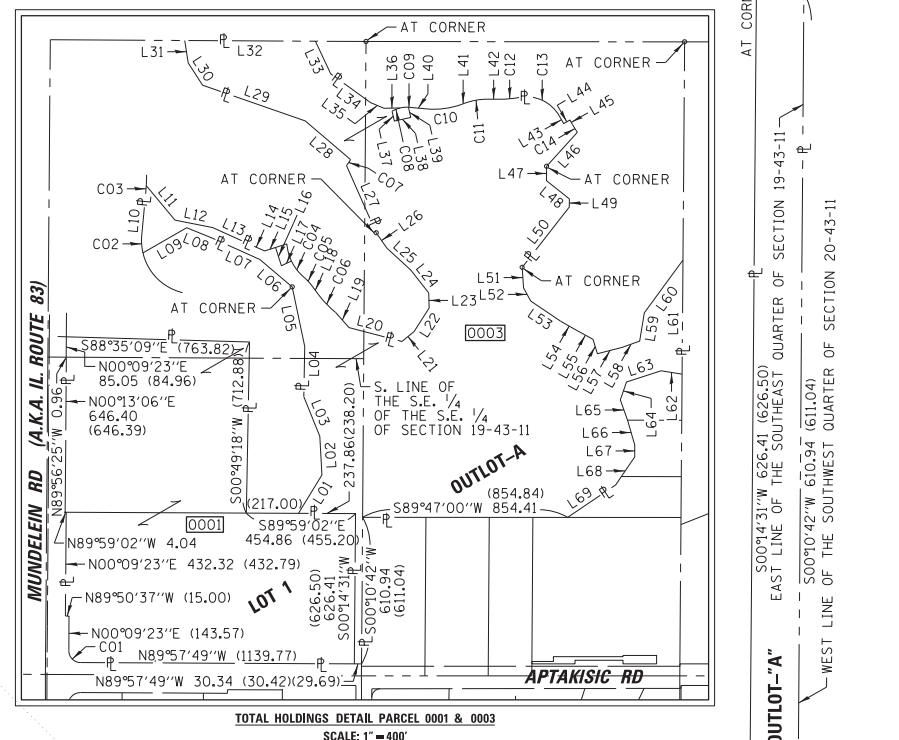 AT CORNER
L31
L32
L33
L30
L29
L34
L35
L36
C09
L40
L41
L42
C12
C13
AT CORNER
L44
L45
C10
C11
L43
C14
L46
L37
C08
L38
L39
L28
C07
L47
AT CORNER
C03
AT CORNER
L27
L48
L49
L11
L10
L12
L13
L14
L15
L16
L17
C04
C05
L18
C06
L26
L50
C02
L09
L08
L07
L06
L25
L24
AT CORNER
L51
L52
L60
AT CORNER
L19
L23
L05
L20
L22
L21
0003
L53
L59
L61
L54
L55
L56
L57
L58
S88°35'09"E (763.82)
N00°09'23"E
85.05 (84.96)
N00°13'06"E
646.40
(646.39)
S00°49'18"W (712.88)
L04
L03
L02
L01
237.86(238.20)
S. LINE OF
THE S.E. 1/4
OF THE S.E. 1/4
OF SECTION 19-43-11
L63
L62
L64
L65
L66
L67
L68
L69
OUTLOT-A
MUNDELEIN RD (A.K.A. IL. ROUTE 83)
N89°56'25"W 0.96
(217.00)
(854.84)
S89°47'00"W 854.41
0001
S89°59'02"E
454.86 (455.20)
N89°59'02"W 4.04
N00°09'23"E 432.32 (432.79)
N89°50'37"W (15.00)
LOT 1
(626.50)
626.41
S00°14'31"W
S00°10'42"W
610.94
(611.04)
N00°09'23"E (143.57)
C01
N89°57'49"W (1139.77)
N89°57'49"W 30.34 (30.42)(29.69)
APTAKISIC RD
TOTAL HOLDINGS DETAIL PARCEL 0001 & 0003
SCALE: 1" = 400'
AT COR
S00°14'31"W 626.41 (626.50)
EAST LINE OF THE SOUTHEAST QUARTER OF SECTION 19-43-11
S00°10'42"W 610.94 (611.04)
WEST LINE OF THE SOUTHWEST QUARTER OF SECTION 20-43-11
OUTLOT-"A"